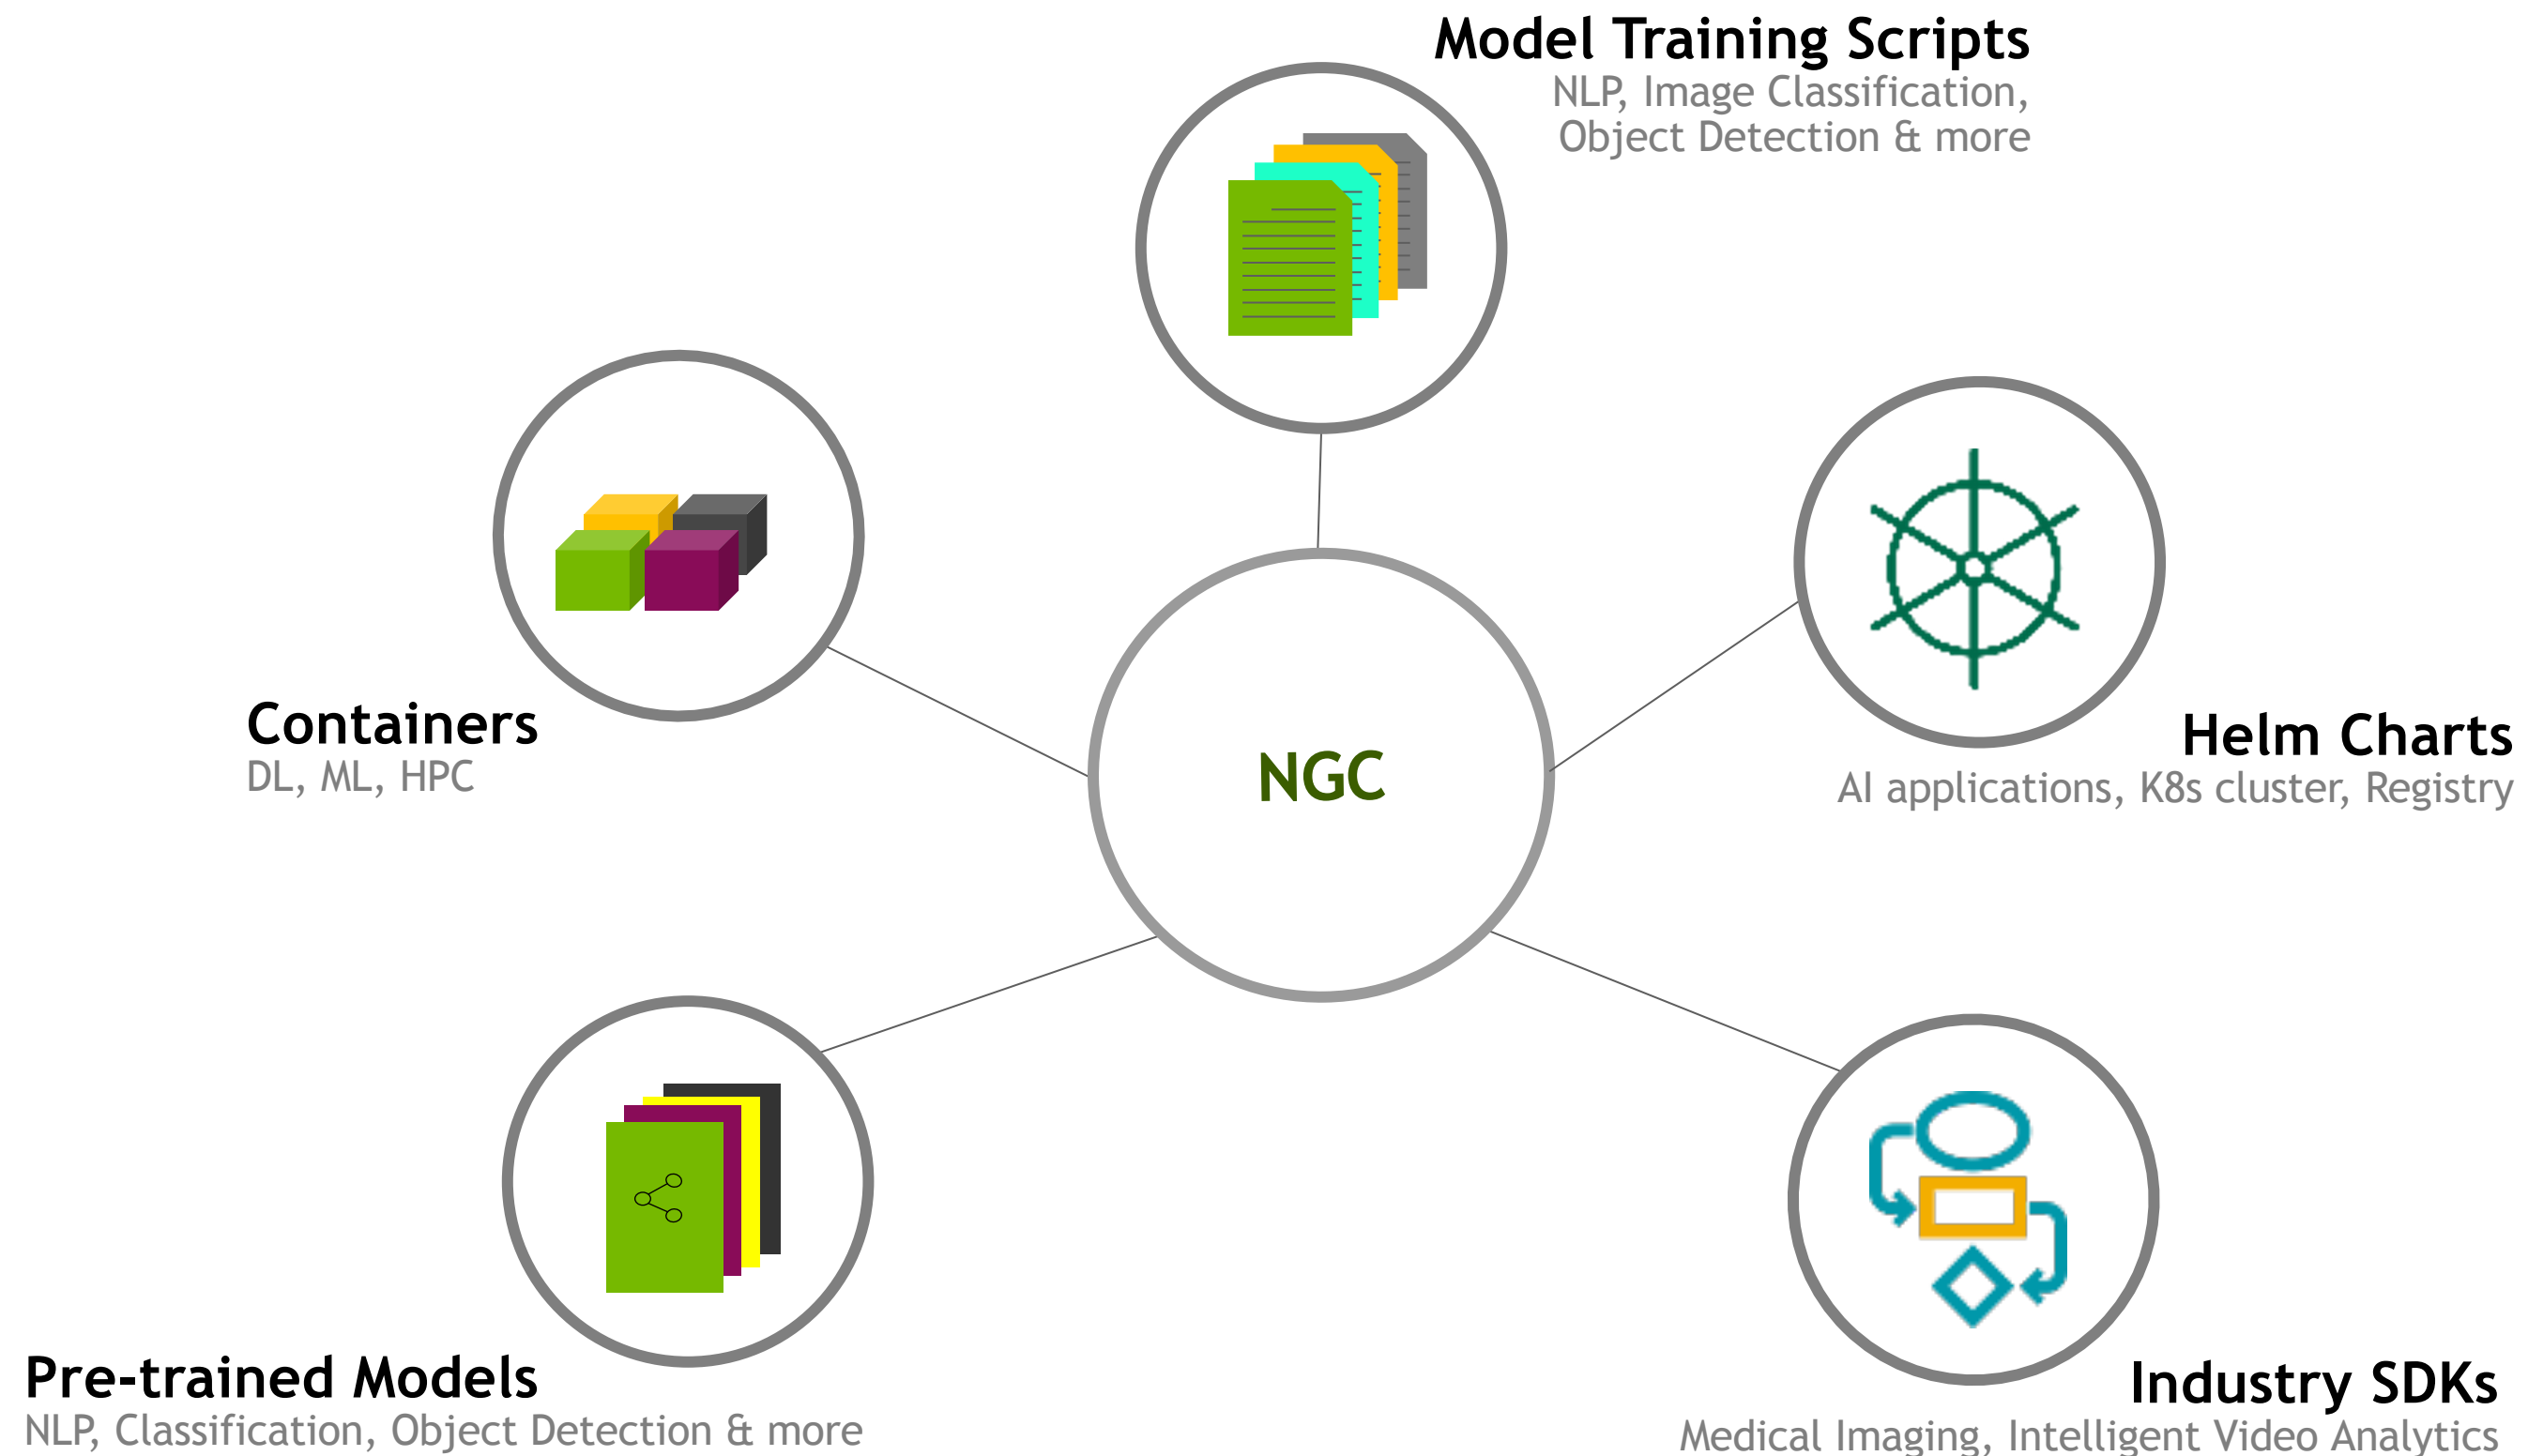 Model Training Scripts
NLP, Image Classification,
Object Detection & more
Containers
DL, ML, HPC
NGC
Helm Charts
AI applications, K8s cluster, Registry
Pre-trained Models
NLP, Classification, Object Detection & more
Industry SDKs
Medical Imaging, Intelligent Video Analytics